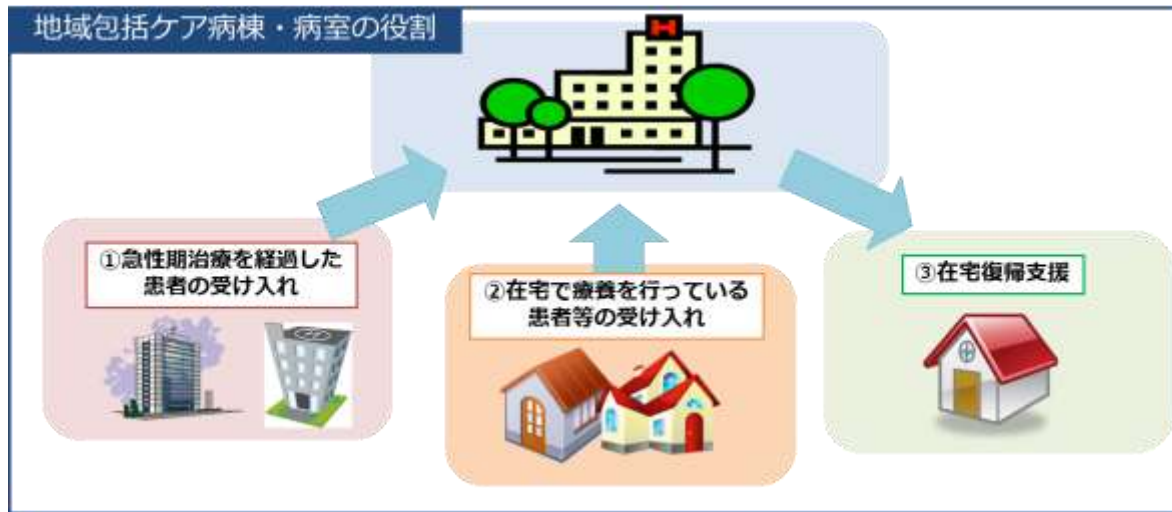 地域包括ケア病棟・病室の役割
H
①急性期治療を経過した
患者の受け入れ
②在宅で療養を行っている
患者等の受け入れ
③在宅復帰支援